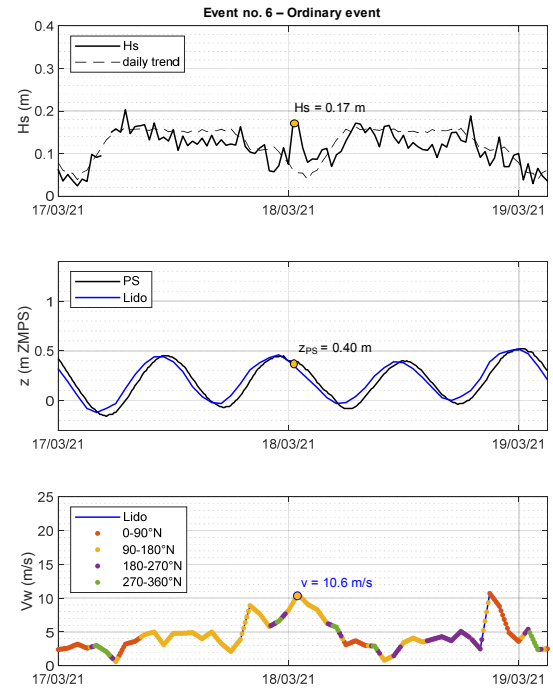 Event no. 6 – Ordinary event
0.4
0.3
0.2
0.1
0
Hs (m)
Hs
daily trend
Hs = 0.17 m
17/03/21
18/03/21
19/03/21
1
0.5
0
z (m ZMPS)
PS
Lido
zPS = 0.40 m
17/03/21
18/03/21
19/03/21
25
20
15
10
5
0
Vw (m/s)
Lido
0-90°N
90-180°N
180-270°N
270-360°N
v = 10.6 m/s
17/03/21
18/03/21
19/03/21